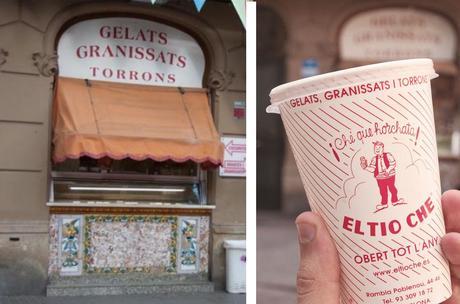 GELATS
GRANISSATS
TORRONS
GELATS, GRANISSATS I TORRONS
¡Ché que horchata!
EL TIO CHE
OBERT TOT L'ANY
www.eltioche.es
Rambla Poblenou, 44-46
Tel. 93 309 18 72